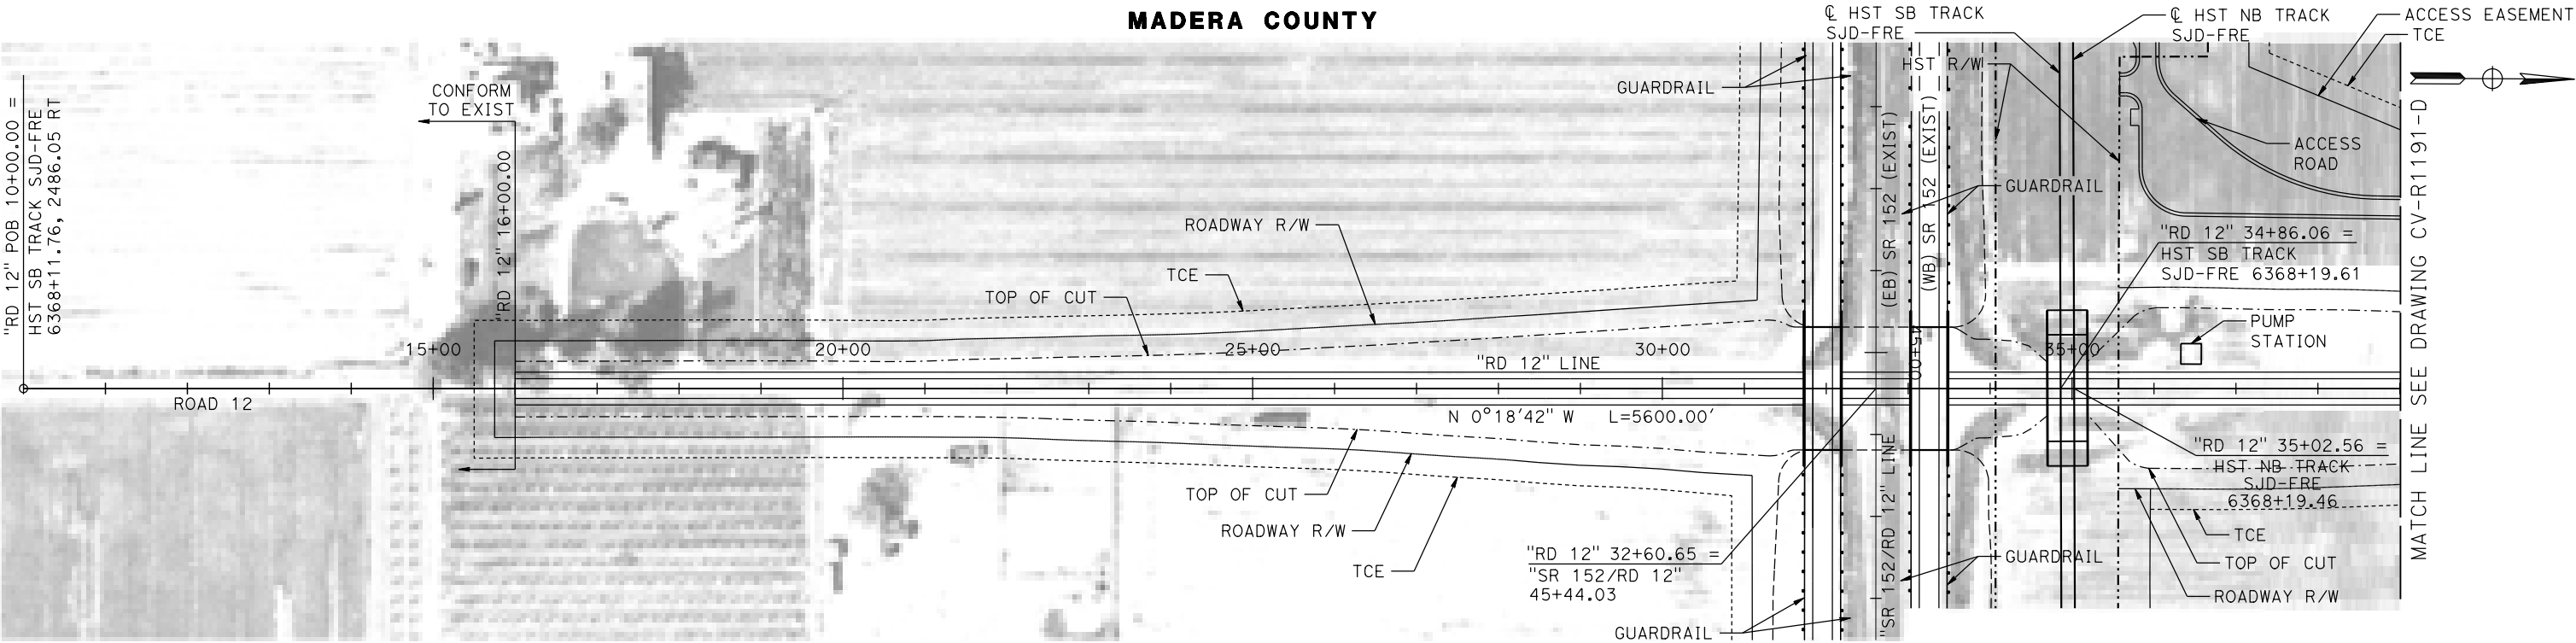 MADERA COUNTY
℄ HST SB TRACK
SJD-FRE
℄ HST NB TRACK
SJD-FRE
ACCESS EASEMENT
TCE
"RD 12" POB 10+00.00 =
HST SB TRACK SJD-FRE
6368+11.76, 2486.05 RT
CONFORM
TO EXIST
"RD 12" 16+00.00
GUARDRAIL
HST R/W
(EB) SR 152 (EXIST)
(WB) SR 152 (EXIST)
ACCESS
ROAD
GUARDRAIL
ROADWAY R/W
TCE
TOP OF CUT
"RD 12" 34+86.06 =
HST SB TRACK
SJD-FRE 6368+19.61
PUMP
STATION
15+00
20+00
25+00
30+00
35+00
45+00
"RD 12" LINE
ROAD 12
N 0°18'42" W L=5600.00'
TOP OF CUT
ROADWAY R/W
TCE
"RD 12" 32+60.65 =
"SR 152/RD 12"
45+44.03
"SR 152/RD 12" LINE
GUARDRAIL
GUARDRAIL
"RD 12" 35+02.56 =
HST NB TRACK
SJD-FRE
6368+19.46
TCE
TOP OF CUT
ROADWAY R/W
MATCH LINE SEE DRAWING CV-R1191-D